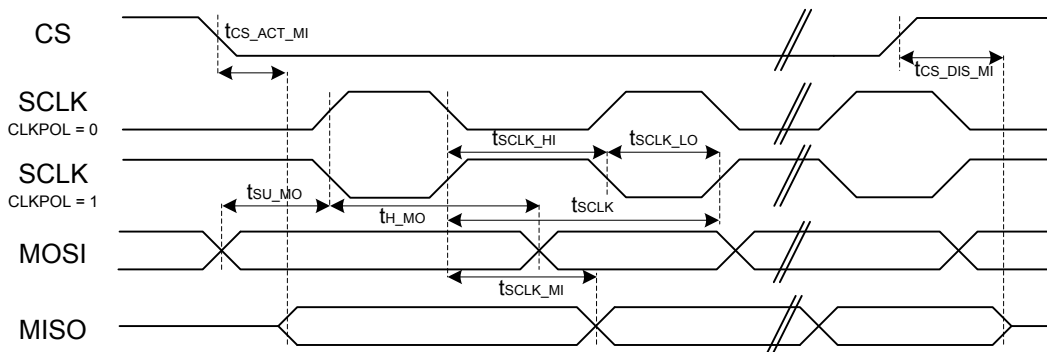 CS
tCS_ACT_MI
tCS_DIS_MI
SCLK
CLKPOL = 0
tSCLK_HI
tSCLK_LO
SCLK
CLKPOL = 1
tSU_MO
tH_MO
tSCLK
MOSI
tSCLK_MI
MISO